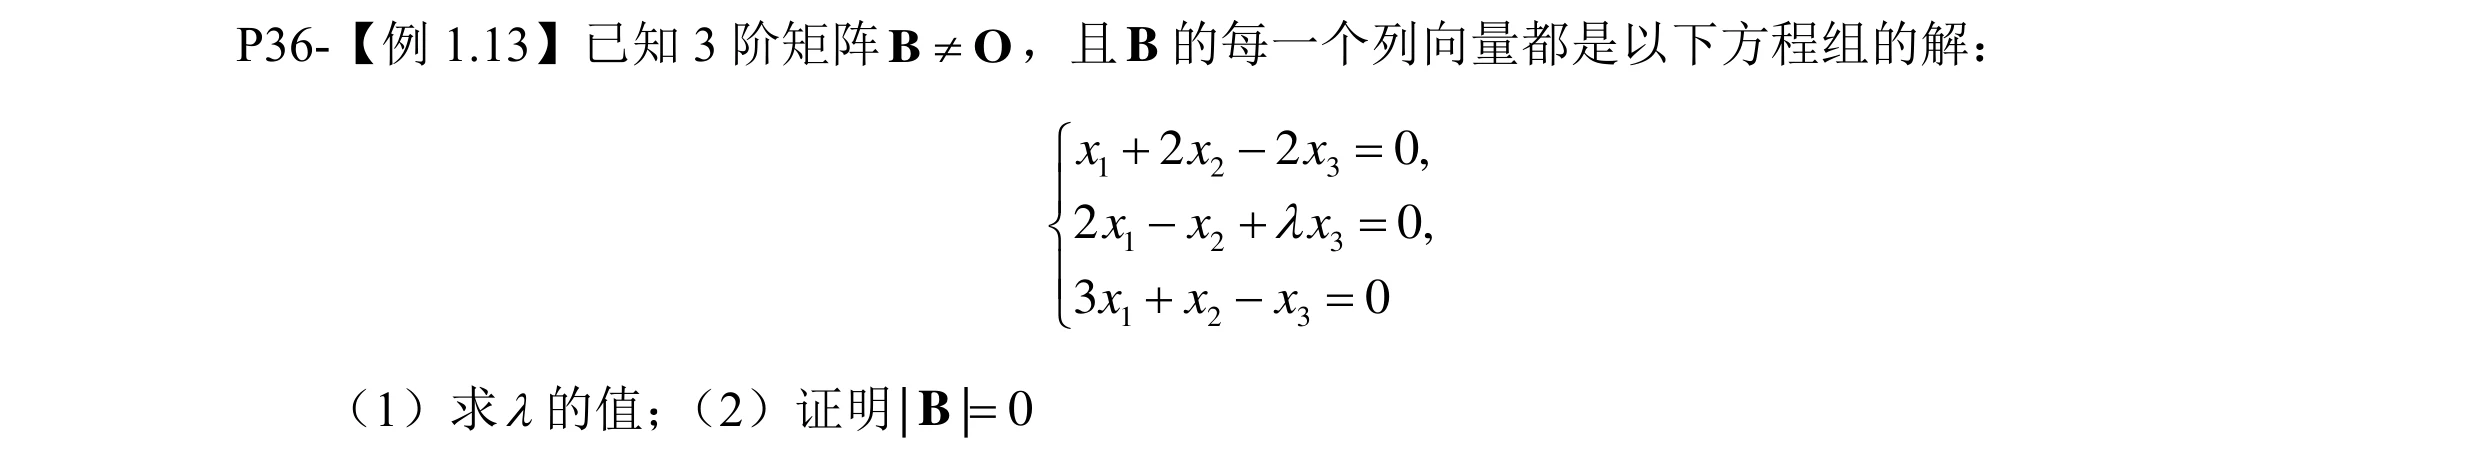 P36-【例 1.13】已知 3 阶矩阵 B ≠ O，且 B 的每一个列向量都是以下方程组的解：
x₁ + 2x₂ − 2x₃ = 0,
2x₁ − x₂ + λx₃ = 0,
3x₁ + x₂ − x₃ = 0
（1）求 λ 的值；（2）证明 | B |= 0